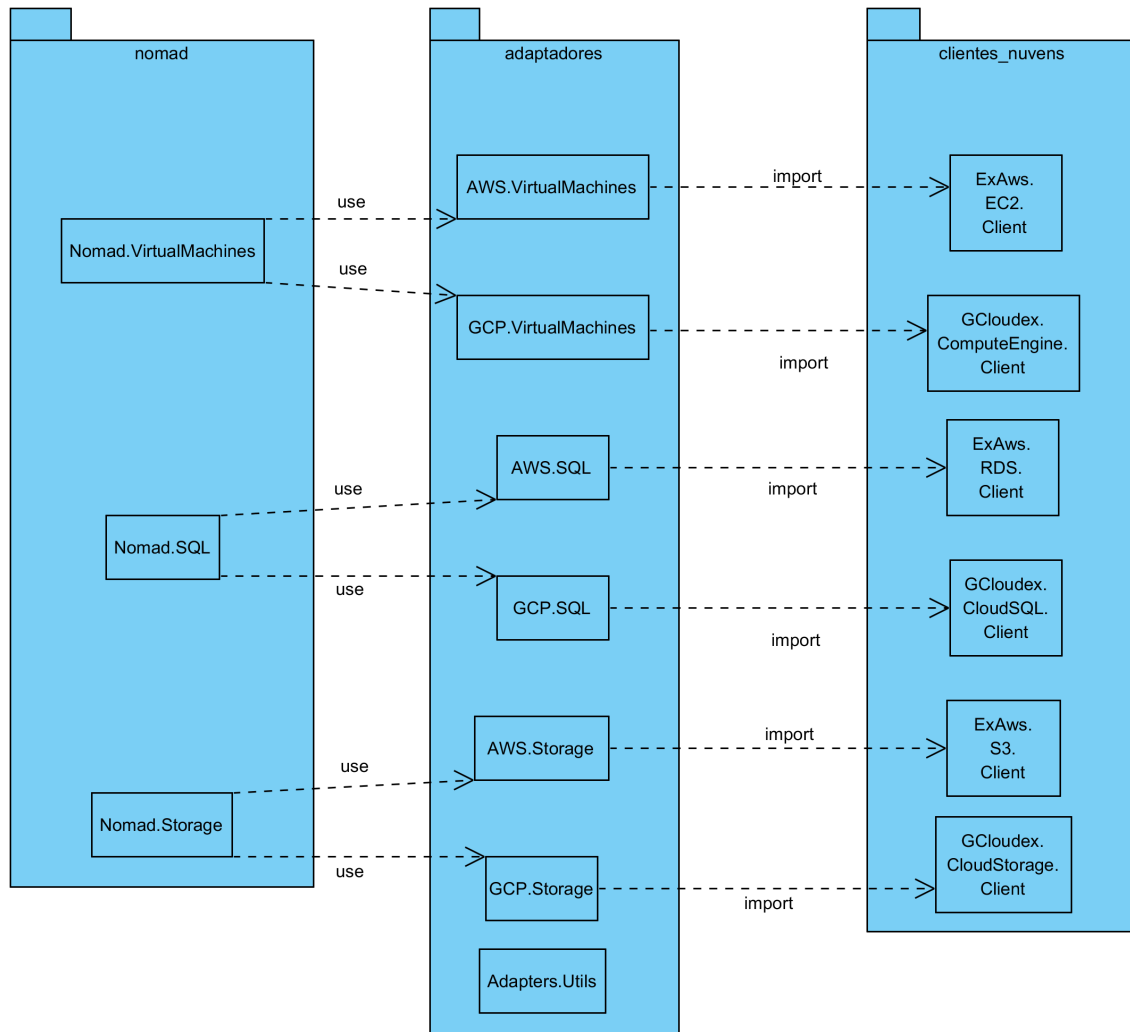 nomad
adaptadores
clientes_nuvens
Nomad.VirtualMachines
use
use
AWS.VirtualMachines
GCP.VirtualMachines
import
import
ExAws.
EC2.
Client
GCloudex.
ComputeEngine.
Client
Nomad.SQL
use
use
AWS.SQL
GCP.SQL
import
import
ExAws.
RDS.
Client
GCloudex.
CloudSQL.
Client
Nomad.Storage
use
use
AWS.Storage
GCP.Storage
import
import
ExAws.
S3.
Client
GCloudex.
CloudStorage.
Client
Adapters.Utils